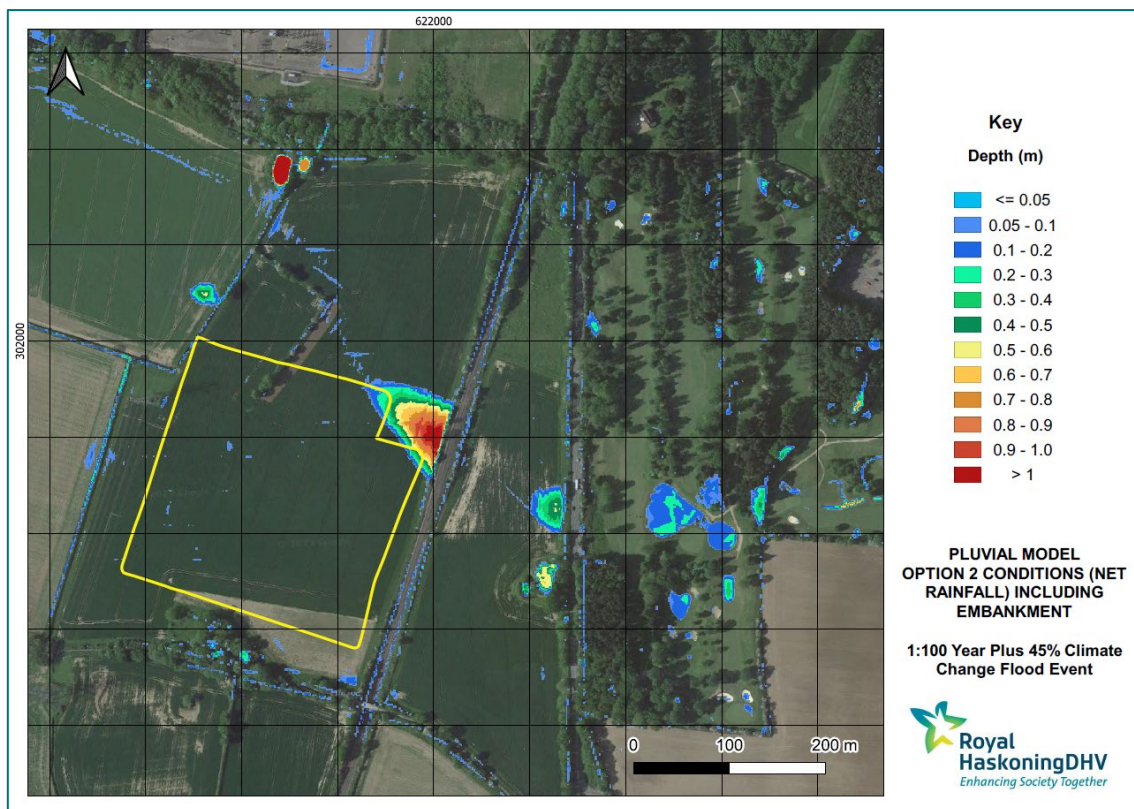 622000
302000
Key
Depth (m)
<= 0.05
0.05 - 0.1
0.1 - 0.2
0.2 - 0.3
0.3 - 0.4
0.4 - 0.5
0.5 - 0.6
0.6 - 0.7
0.7 - 0.8
0.8 - 0.9
0.9 - 1.0
> 1
PLUVIAL MODEL
OPTION 2 CONDITIONS (NET
RAINFALL) INCLUDING
EMBANKMENT
1:100 Year Plus 45% Climate
Change Flood Event
0 100 200 m
Royal
HaskoningDHV
Enhancing Society Together